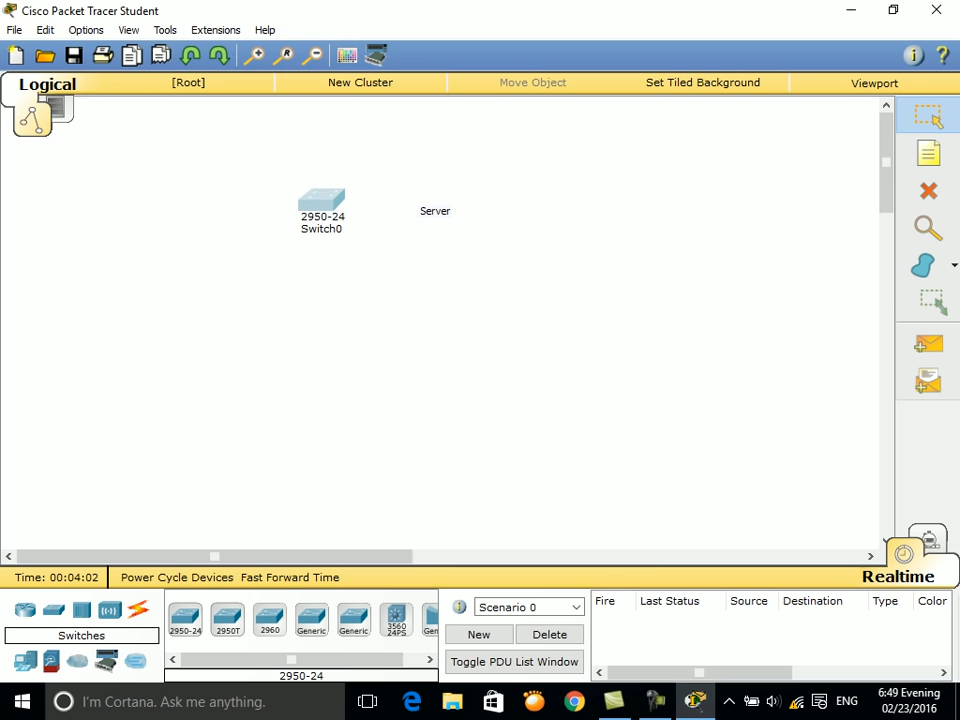 Cisco Packet Tracer Student
File Edit Options View Tools Extensions Help
Logical [Root] New Cluster Move Object Set Tiled Background Viewport
2950-24
Switch0
Server
Time: 00:04:02 Power Cycle Devices Fast Forward Time
Realtime
Switches
2950-24 2950T 2960 Generic Generic 3560 24PS Gen
2950-24
Scenario 0
New Delete
Toggle PDU List Window
Fire Last Status Source Destination Type Color
I'm Cortana. Ask me anything.
ENG
6:49 Evening
02/23/2016